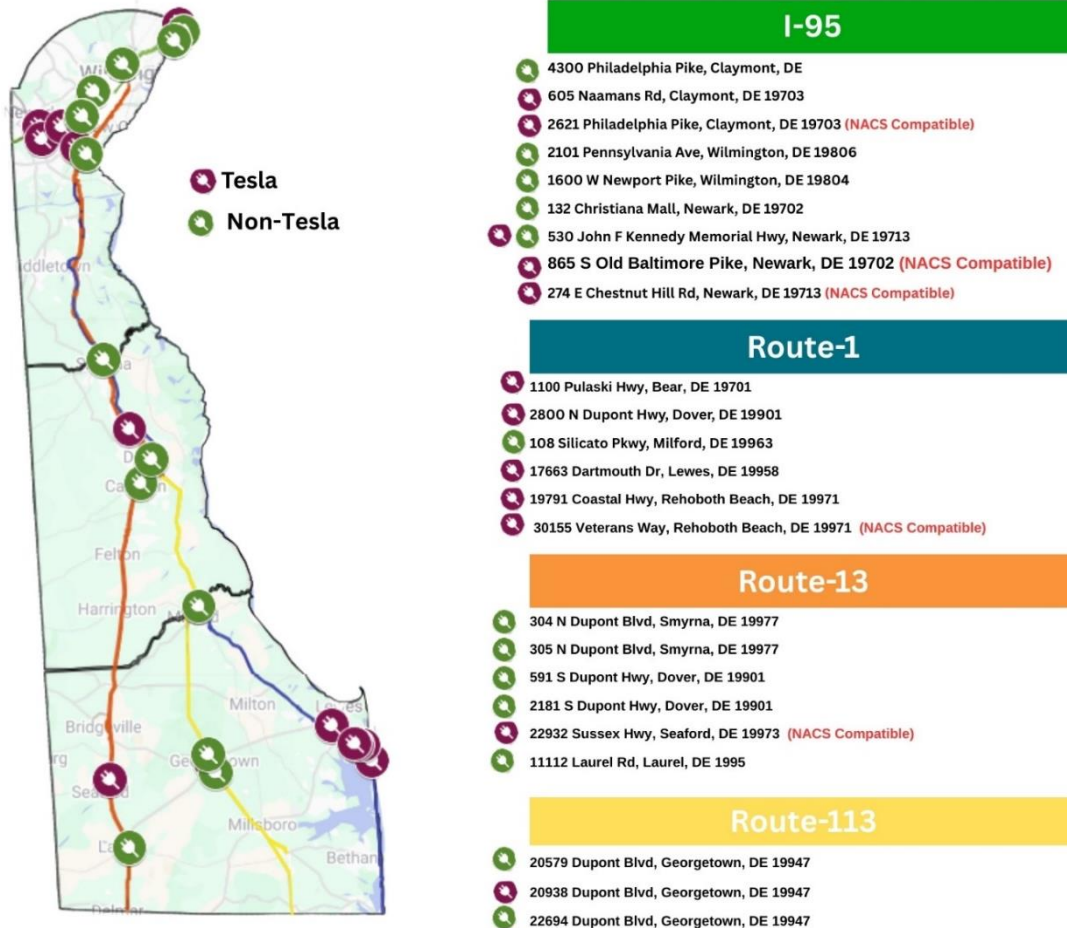 Tesla
Non-Tesla
Felton
Harrington
Milton
Millsboro
Bethan
Delmar
I-95
4300 Philadelphia Pike, Claymont, DE
605 Naamans Rd, Claymont, DE 19703
2621 Philadelphia Pike, Claymont, DE 19703 (NACS Compatible)
2101 Pennsylvania Ave, Wilmington, DE 19806
1600 W Newport Pike, Wilmington, DE 19804
132 Christiana Mall, Newark, DE 19702
530 John F Kennedy Memorial Hwy, Newark, DE 19713
865 S Old Baltimore Pike, Newark, DE 19702 (NACS Compatible)
274 E Chestnut Hill Rd, Newark, DE 19713 (NACS Compatible)
Route-1
1100 Pulaski Hwy, Bear, DE 19701
2800 N Dupont Hwy, Dover, DE 19901
108 Silicato Pkwy, Milford, DE 19963
17663 Dartmouth Dr, Lewes, DE 19958
19791 Coastal Hwy, Rehoboth Beach, DE 19971
30155 Veterans Way, Rehoboth Beach, DE 19971 (NACS Compatible)
Route-13
304 N Dupont Blvd, Smyrna, DE 19977
305 N Dupont Blvd, Smyrna, DE 19977
591 S Dupont Hwy, Dover, DE 19901
2181 S Dupont Hwy, Dover, DE 19901
22932 Sussex Hwy, Seaford, DE 19973 (NACS Compatible)
11112 Laurel Rd, Laurel, DE 1995
Route-113
20579 Dupont Blvd, Georgetown, DE 19947
20938 Dupont Blvd, Georgetown, DE 19947
22694 Dupont Blvd, Georgetown, DE 19947